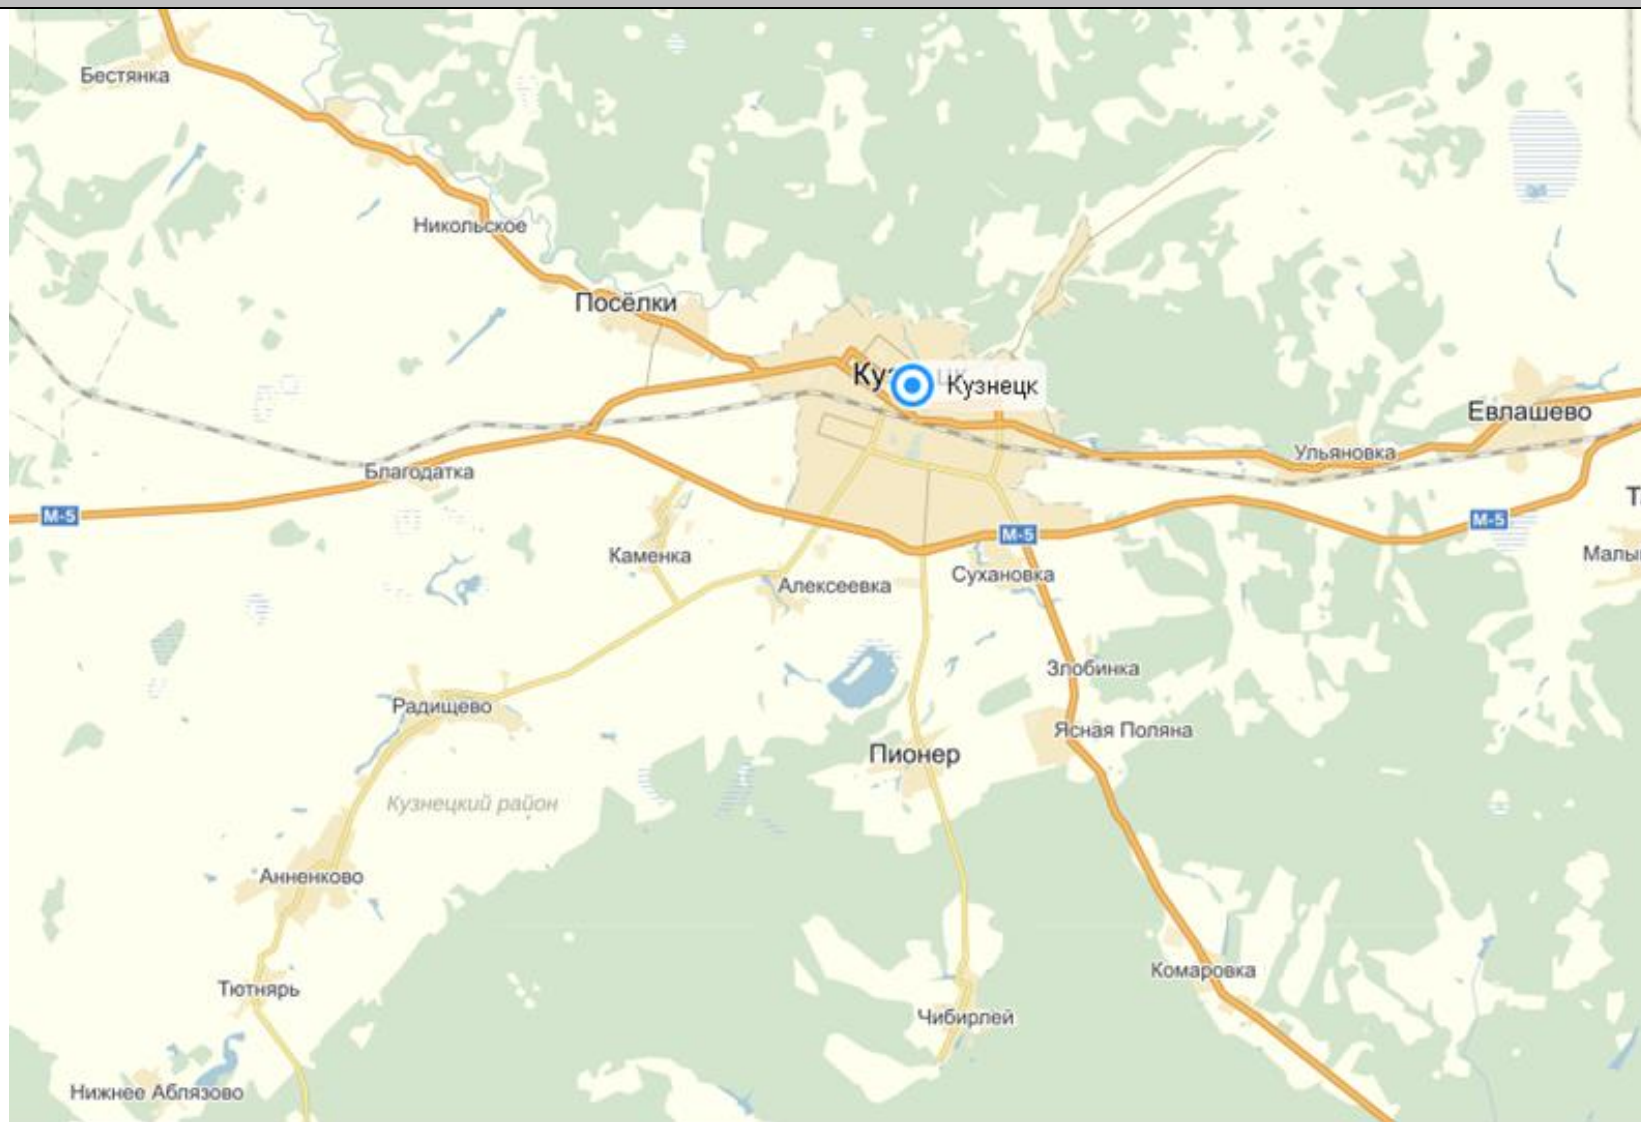 Бестянка
Никольское
Посёлки
Кузнецк
Евлашево
Ульяновка
Благодатка
М-5
М-5
М-5
Каменка
Алексеевка
Сухановка
Злобинка
Радищево
Ясная Поляна
Пионер
Кузнецкий район
Анненково
Комаровка
Тютнярь
Чибирлей
Нижнее Аблязово